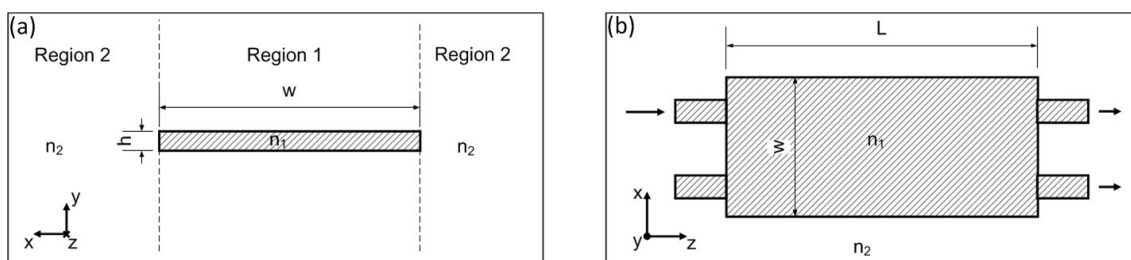 (a)
Region 2 Region 1 Region 2
w
h
n₂ n₁ n₂
y
x z
(b)
L
w
n₁
x
y z
n₂